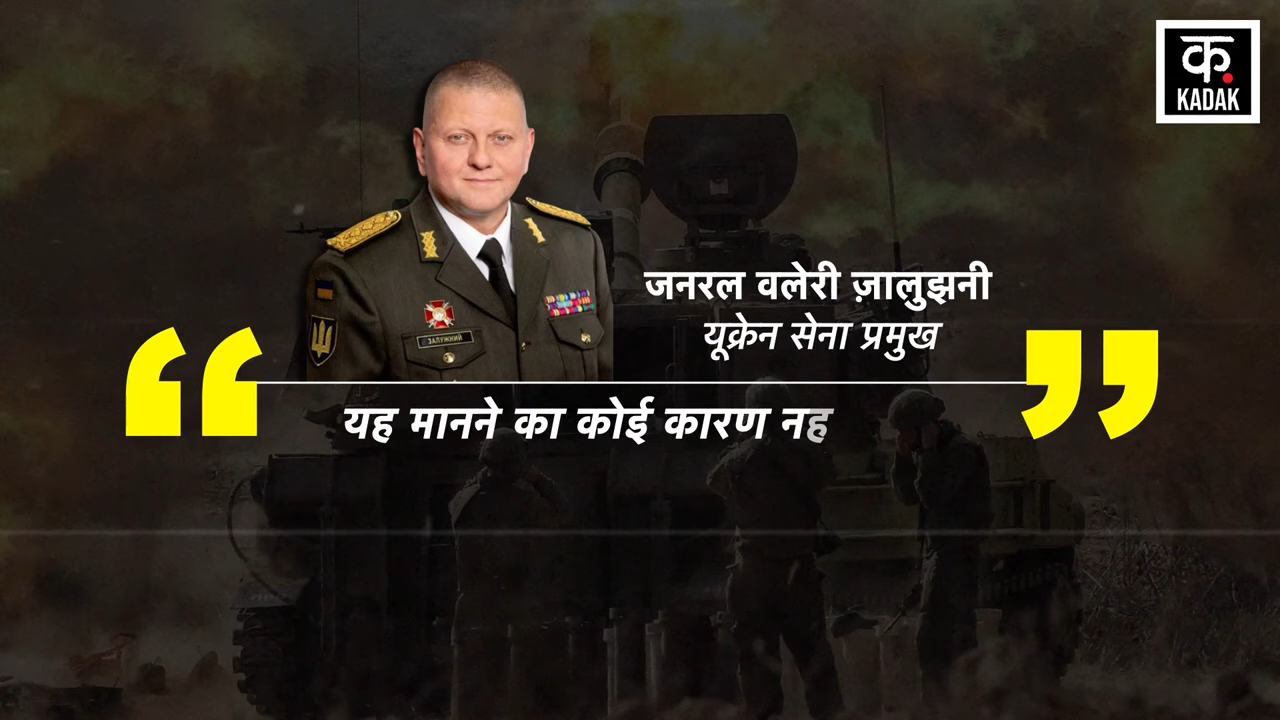 क.
KADAK
ЗАЛУЖНИЙ
जनरल वलेरी ज़ालुझनी
यूक्रेन सेना प्रमुख
“ ”
यह मानने का कोई कारण नह